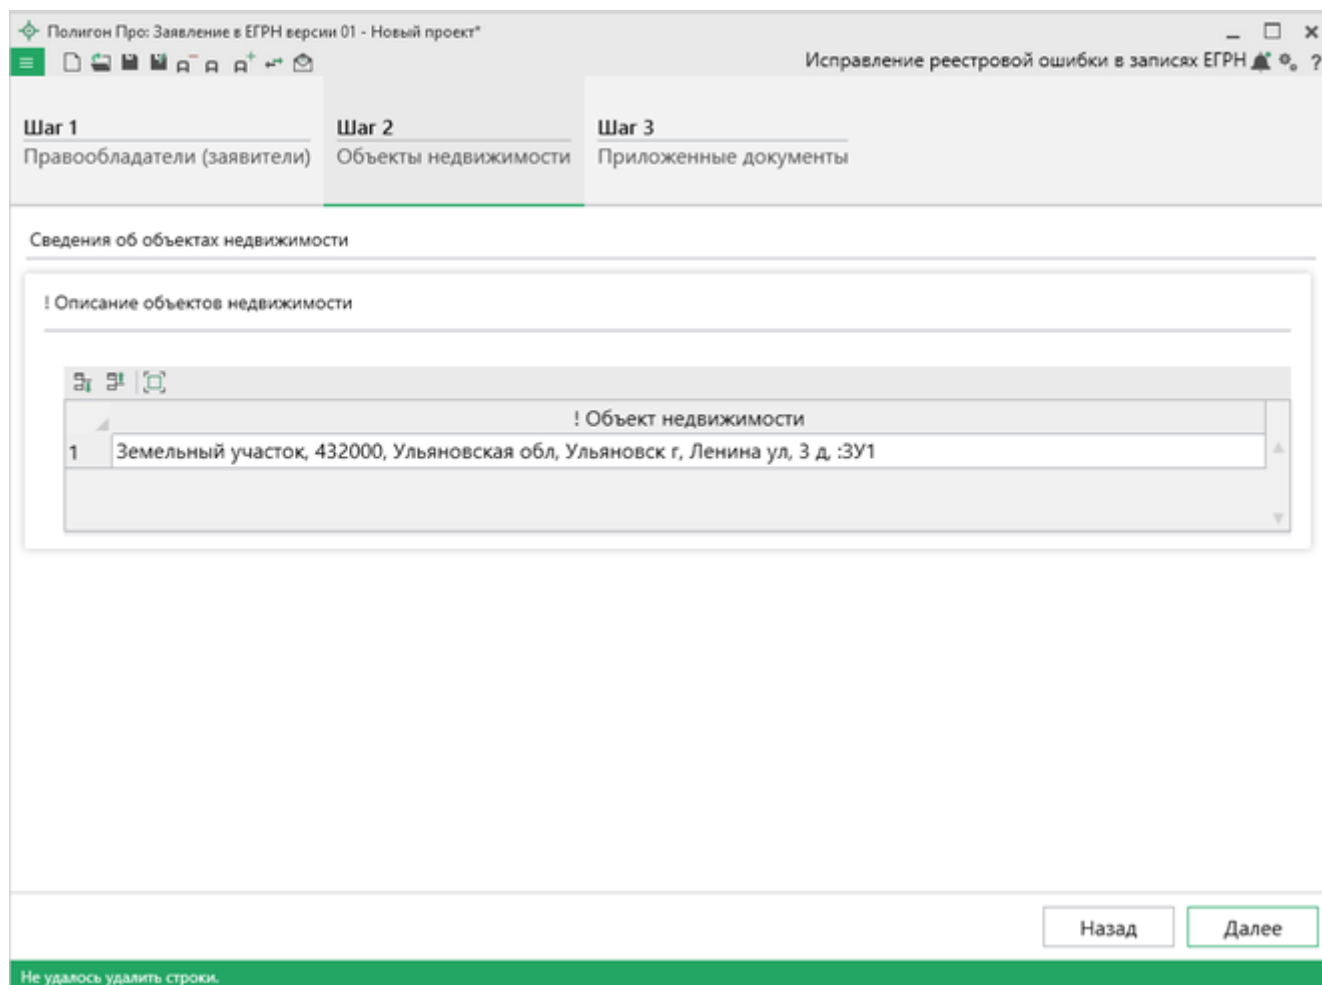 Полигон Про: Заявление в ЕГРН версии 01 - Новый проект*
Исправление реестровой ошибки в записях ЕГРН
Шаг 1
Правообладатели (заявители)
Шаг 2
Объекты недвижимости
Шаг 3
Приложенные документы
Сведения об объектах недвижимости
! Описание объектов недвижимости
! Объект недвижимости
1 Земельный участок, 432000, Ульяновская обл, Ульяновск г, Ленина ул, 3 д, :ЗУ1
Назад Далее
Не удалось удалить строки.